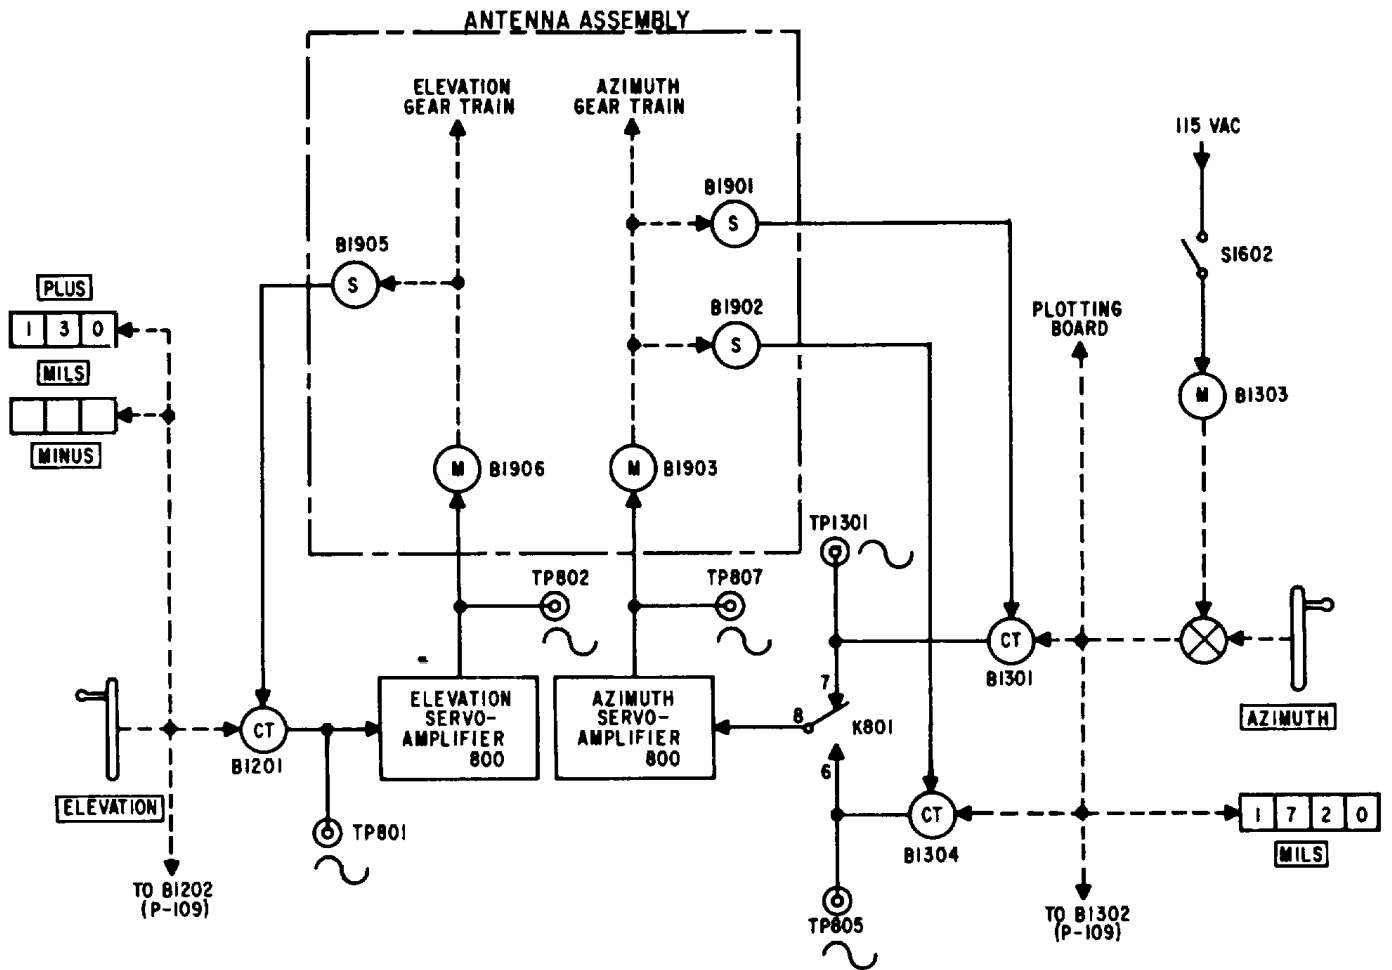 ANTENNA ASSEMBLY
ELEVATION
GEAR TRAIN
AZIMUTH
GEAR TRAIN
115 VAC
B1901
S
B1905
S
S1602
PLUS
1 3 0
MILS
MINUS
B1902
S
PLOTTING
BOARD
M B1303
M B1906
M B1903
TP1301
TP802
TP807
CT
B1301
7
8
K801
6
AZIMUTH
ELEVATION
SERVO-
AMPLIFIER
800
AZIMUTH
SERVO-
AMPLIFIER
800
CT
B1201
ELEVATION
TP801
CT
B1304
1 7 2 0
MILS
TO B1202
(P-109)
TP805
TO B1302
(P-109)